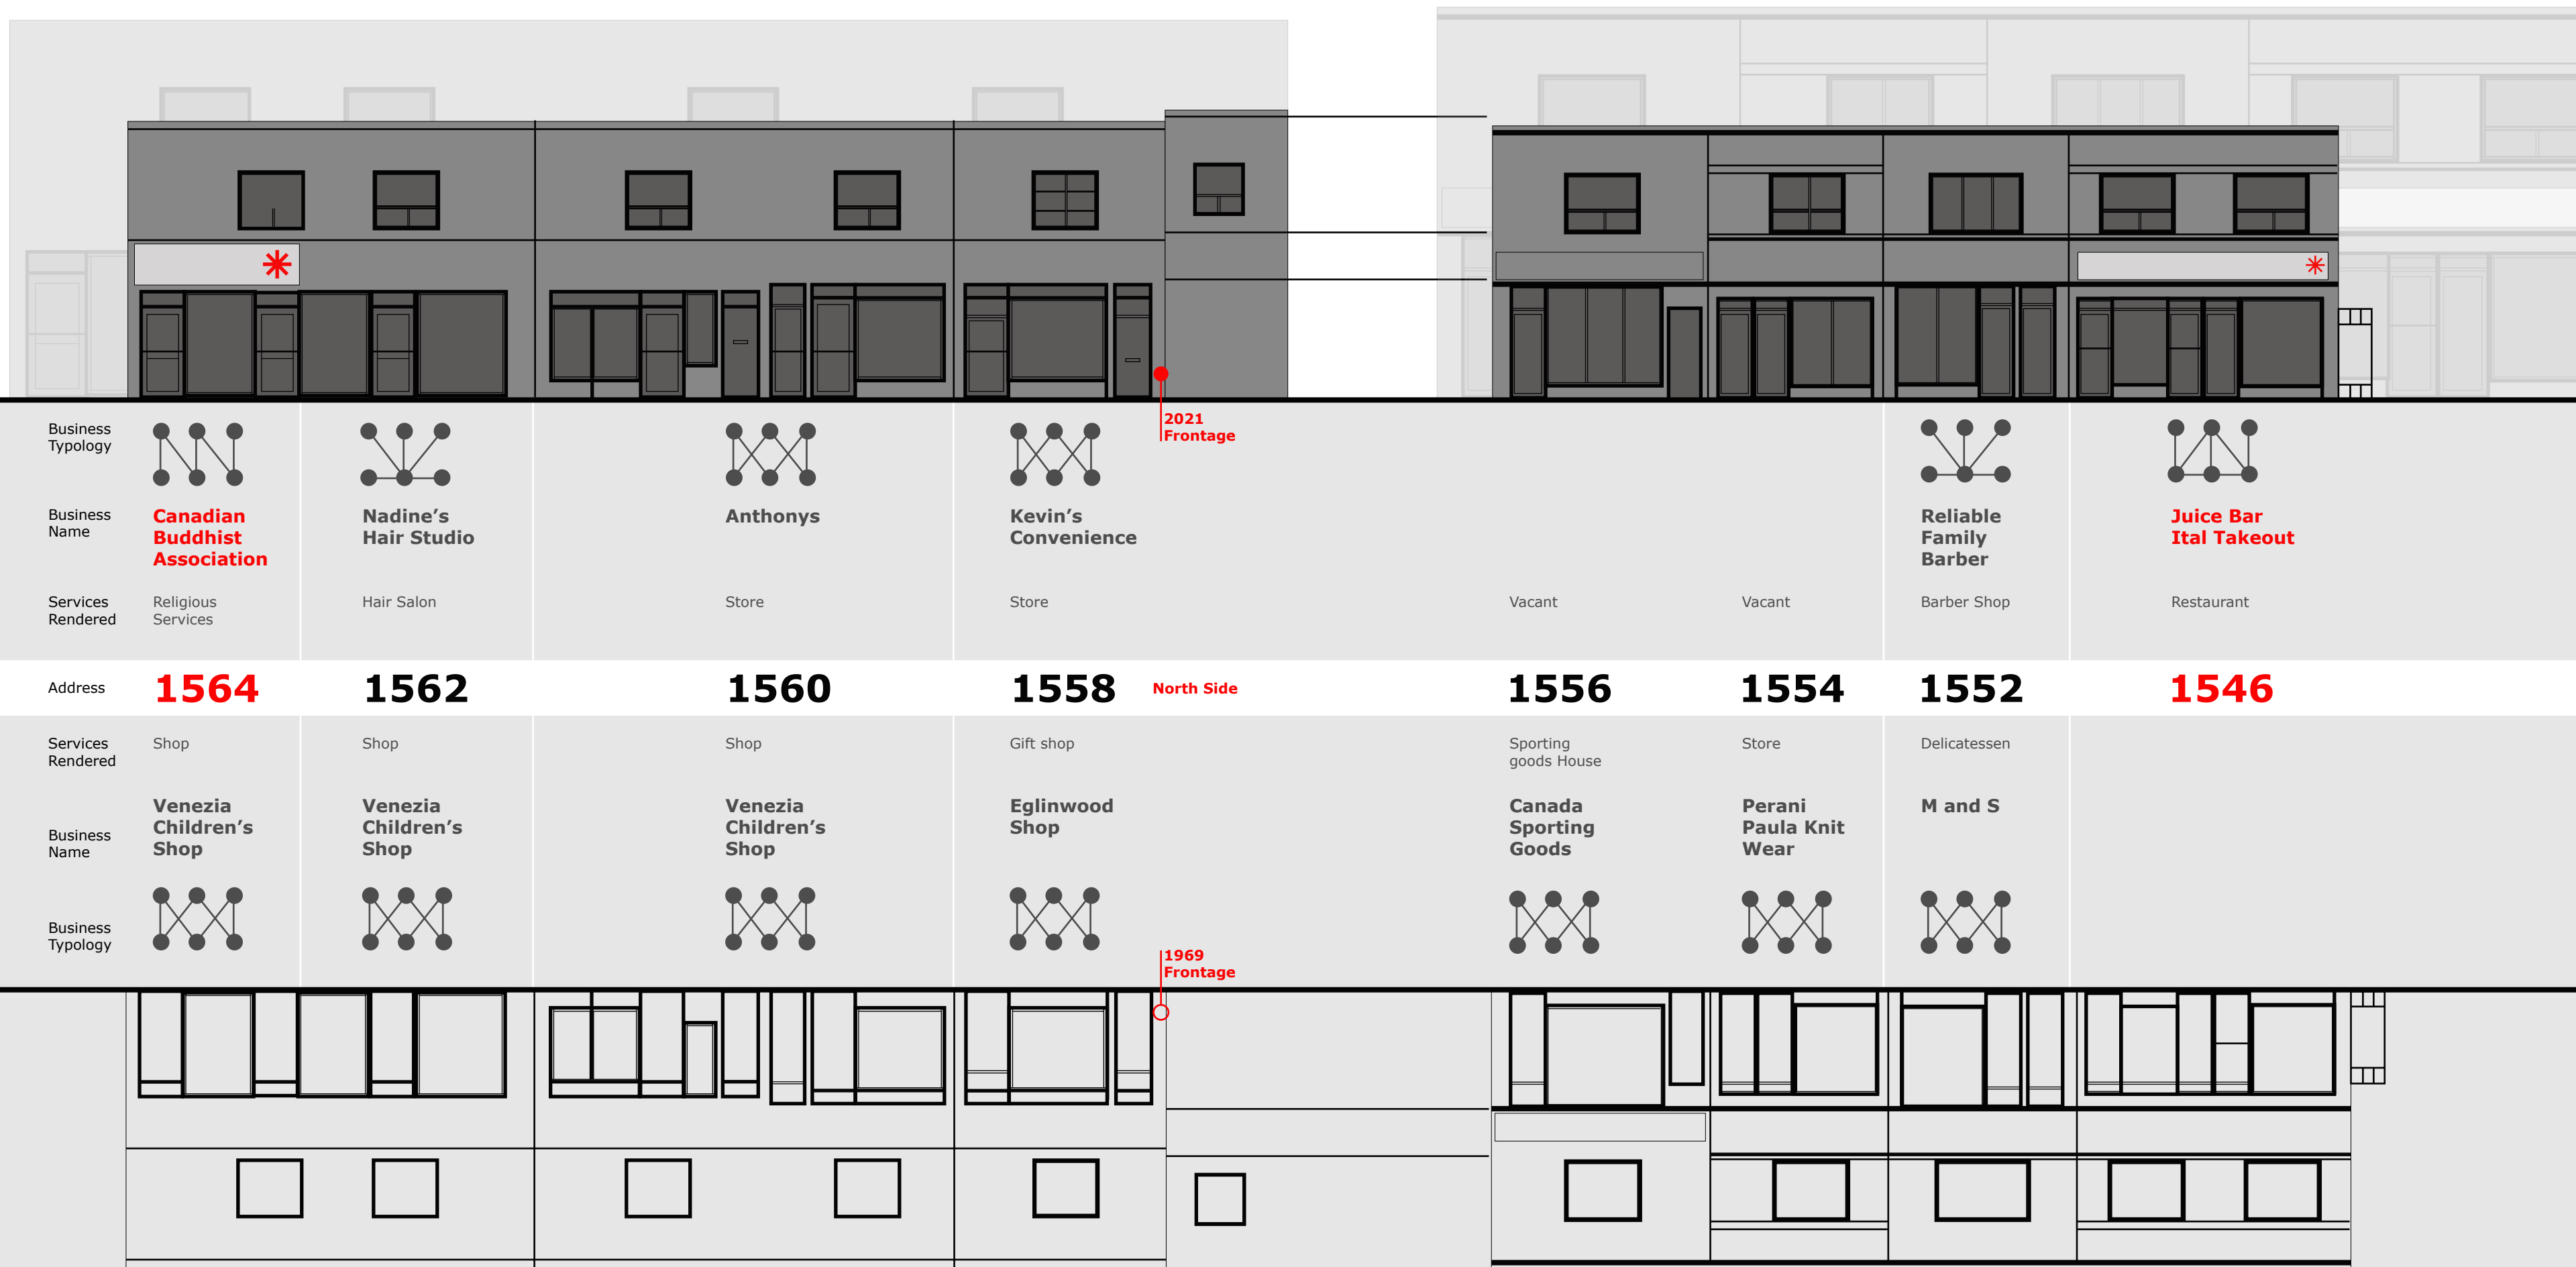 2021
Frontage
Business
Typology
Business
Name
Canadian
Buddhist
Association
Nadine’s
Hair Studio
Anthonys
Kevin’s
Convenience
Reliable
Family
Barber
Juice Bar
Ital Takeout
Services
Rendered
Religious
Services
Hair Salon
Store
Store
Vacant
Vacant
Barber Shop
Restaurant
Address
1564
1562
1560
1558
North Side
1556
1554
1552
1546
Services
Rendered
Shop
Shop
Shop
Gift shop
Sporting
goods House
Store
Delicatessen
Business
Name
Venezia
Children’s
Shop
Venezia
Children’s
Shop
Venezia
Children’s
Shop
Eglinwood
Shop
Canada
Sporting
Goods
Perani
Paula Knit
Wear
M and S
Business
Typology
1969
Frontage